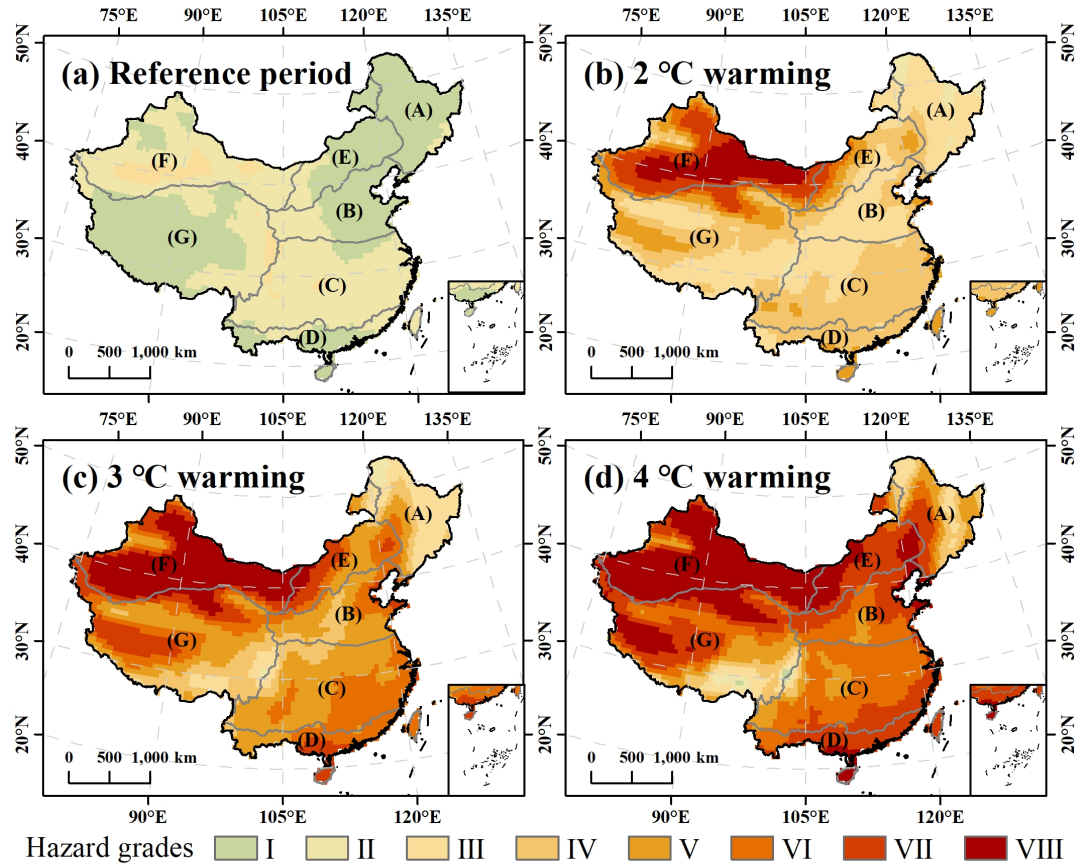 75°E 90°E 105°E 120°E 135°E
75°E 90°E 105°E 120°E 135°E
(a) Reference period
50°N
40°N
30°N
20°N
(A)
(E)
(F)
(B)
(G)
(C)
(D)
0 500 1,000 km
(b) 2 °C warming
50°N
40°N
30°N
20°N
(A)
(E)
(F)
(B)
(G)
(C)
(D)
0 500 1,000 km
75°E 90°E 105°E 120°E 135°E
75°E 90°E 105°E 120°E 135°E
(c) 3 °C warming
50°N
40°N
30°N
20°N
(A)
(E)
(F)
(B)
(G)
(C)
(D)
0 500 1,000 km
(d) 4 °C warming
50°N
40°N
30°N
20°N
(A)
(E)
(F)
(B)
(G)
(C)
(D)
0 500 1,000 km
90°E 105°E 120°E
90°E 105°E 120°E
Hazard grades I II III IV V VI VII VIII